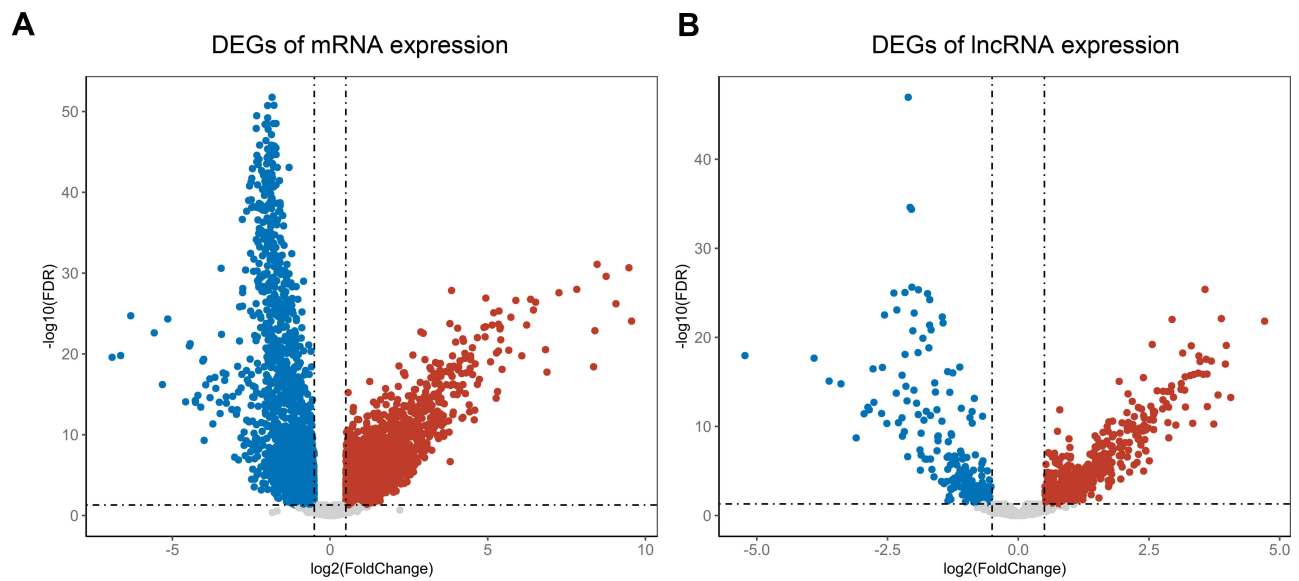 A
DEGs of mRNA expression
50
40
30
20
10
0
-log10(FDR)
-5
0
5
10
log2(FoldChange)
B
DEGs of lncRNA expression
40
30
20
10
0
-log10(FDR)
-5.0
-2.5
0.0
2.5
5.0
log2(FoldChange)